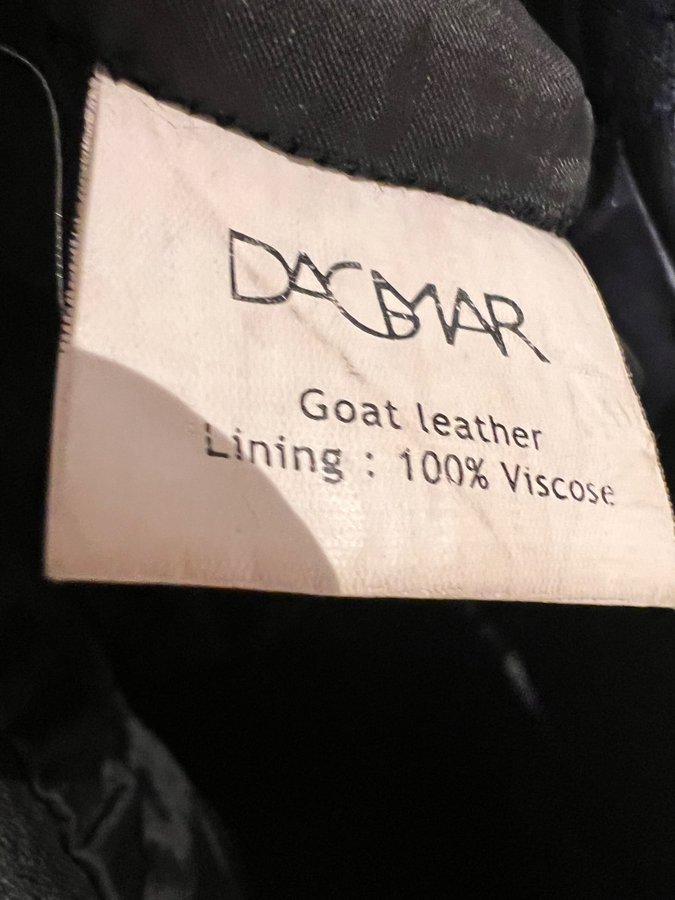 DAGMAR
Goat leather
Lining : 100% Viscose